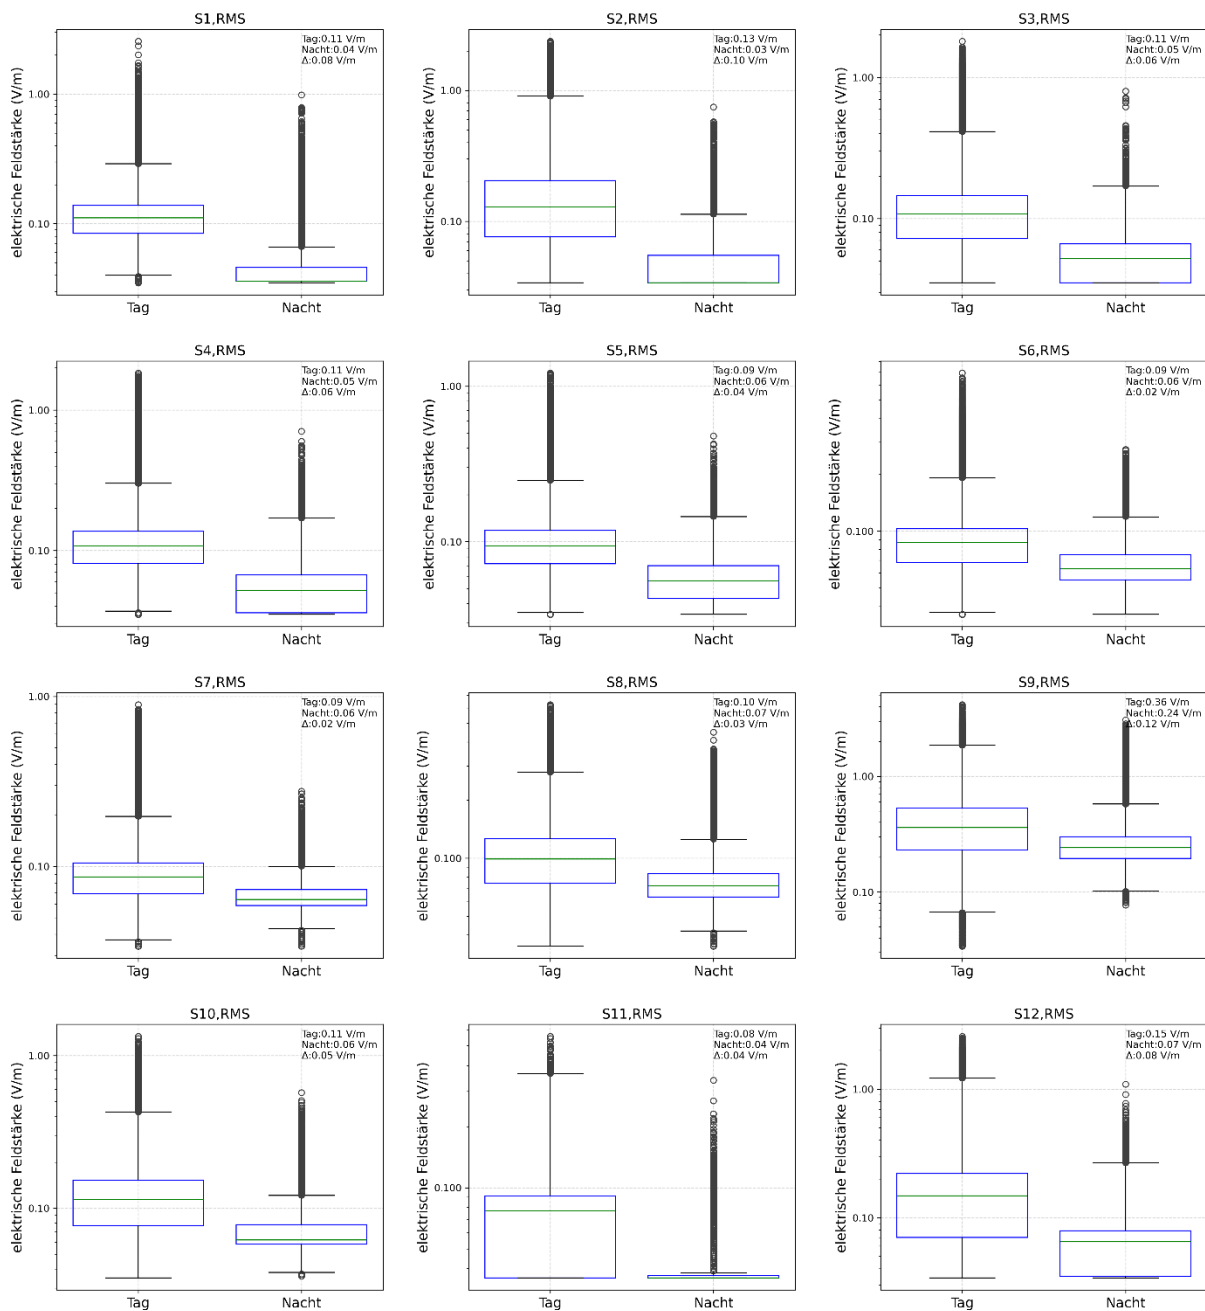 S1,RMS
Tag:0.11 V/m
Nacht:0.04 V/m
Δ:0.08 V/m
elektrische Feldstärke (V/m)
1.00
0.10
Tag
Nacht
S2,RMS
Tag:0.13 V/m
Nacht:0.03 V/m
Δ:0.10 V/m
elektrische Feldstärke (V/m)
1.00
0.10
Tag
Nacht
S3,RMS
Tag:0.11 V/m
Nacht:0.05 V/m
Δ:0.06 V/m
elektrische Feldstärke (V/m)
1.00
0.10
Tag
Nacht
S4,RMS
Tag:0.11 V/m
Nacht:0.05 V/m
Δ:0.06 V/m
elektrische Feldstärke (V/m)
1.00
0.10
Tag
Nacht
S5,RMS
Tag:0.09 V/m
Nacht:0.06 V/m
Δ:0.04 V/m
elektrische Feldstärke (V/m)
1.00
0.10
Tag
Nacht
S6,RMS
Tag:0.09 V/m
Nacht:0.06 V/m
Δ:0.02 V/m
elektrische Feldstärke (V/m)
0.100
Tag
Nacht
S7,RMS
Tag:0.09 V/m
Nacht:0.06 V/m
Δ:0.02 V/m
elektrische Feldstärke (V/m)
1.00
0.10
Tag
Nacht
S8,RMS
Tag:0.10 V/m
Nacht:0.07 V/m
Δ:0.03 V/m
elektrische Feldstärke (V/m)
0.100
Tag
Nacht
S9,RMS
Tag:0.36 V/m
Nacht:0.24 V/m
Δ:0.12 V/m
elektrische Feldstärke (V/m)
1.00
0.10
Tag
Nacht
S10,RMS
Tag:0.11 V/m
Nacht:0.06 V/m
Δ:0.05 V/m
elektrische Feldstärke (V/m)
1.00
0.10
Tag
Nacht
S11,RMS
Tag:0.08 V/m
Nacht:0.04 V/m
Δ:0.04 V/m
elektrische Feldstärke (V/m)
0.100
Tag
Nacht
S12,RMS
Tag:0.15 V/m
Nacht:0.07 V/m
Δ:0.08 V/m
elektrische Feldstärke (V/m)
1.00
0.10
Tag
Nacht